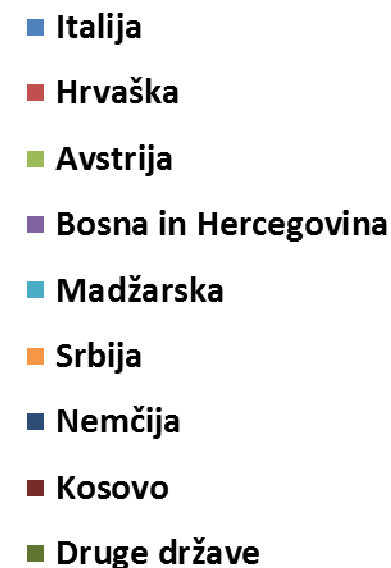 Italija
Hrvaška
Avstrija
Bosna in Hercegovina
Madžarska
Srbija
Nemčija
Kosovo
Druge države